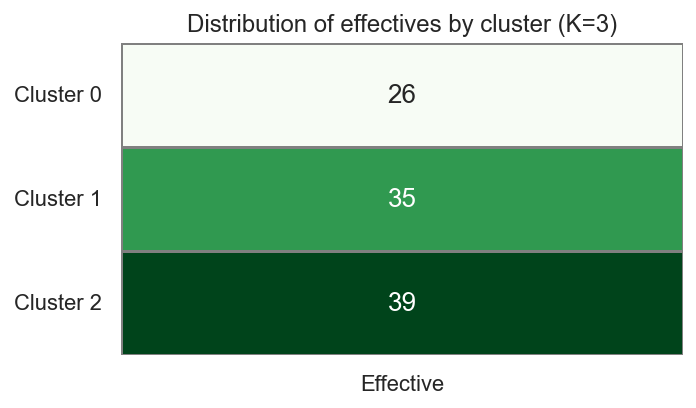 Distribution of effectives by cluster (K=3)
Cluster 0
26
Cluster 1
35
Cluster 2
39
Effective